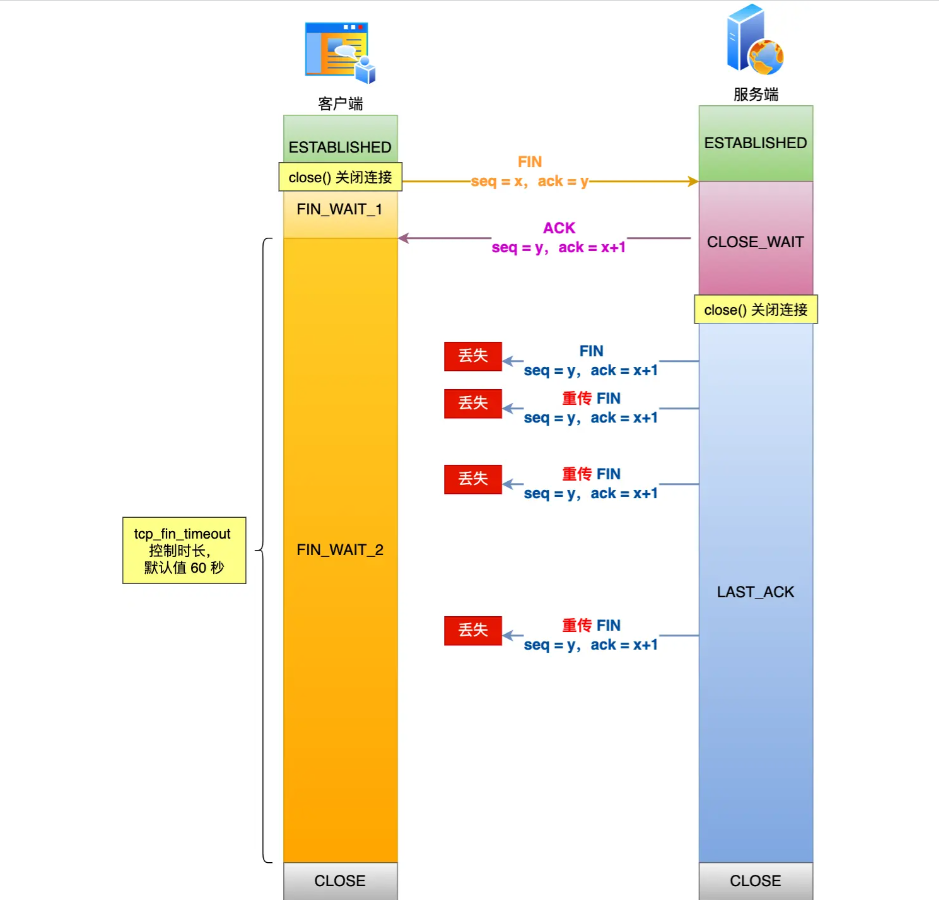 客户端
服务端
ESTABLISHED
ESTABLISHED
close() 关闭连接
FIN
seq = x，ack = y
FIN_WAIT_1
ACK
seq = y，ack = x+1
CLOSE_WAIT
close() 关闭连接
丢失
FIN
seq = y，ack = x+1
丢失
重传 FIN
seq = y，ack = x+1
丢失
重传 FIN
seq = y，ack = x+1
tcp_fin_timeout
控制时长，
默认值 60 秒
FIN_WAIT_2
LAST_ACK
丢失
重传 FIN
seq = y，ack = x+1
CLOSE
CLOSE